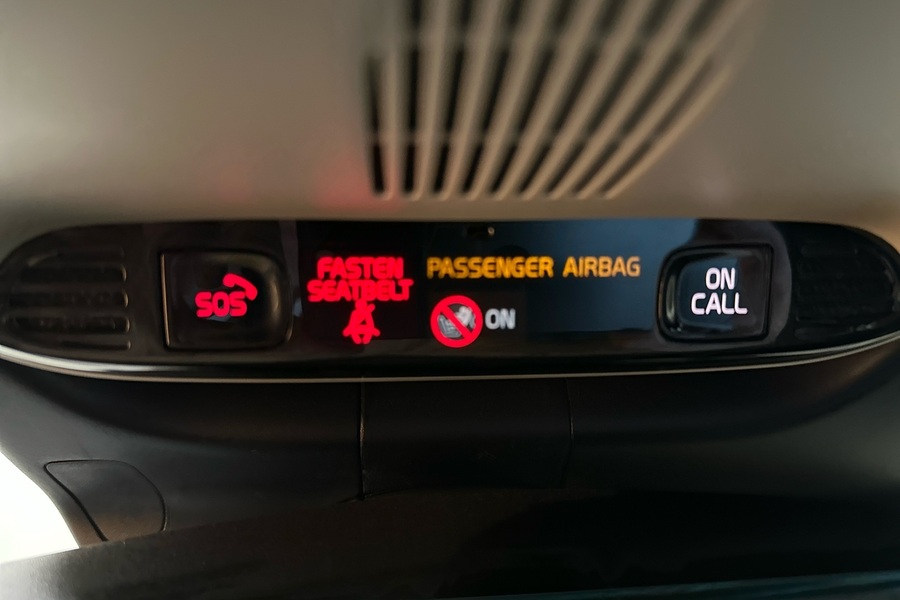 SOS
FASTEN
SEATBELT
PASSENGER AIRBAG
ON
ON
CALL